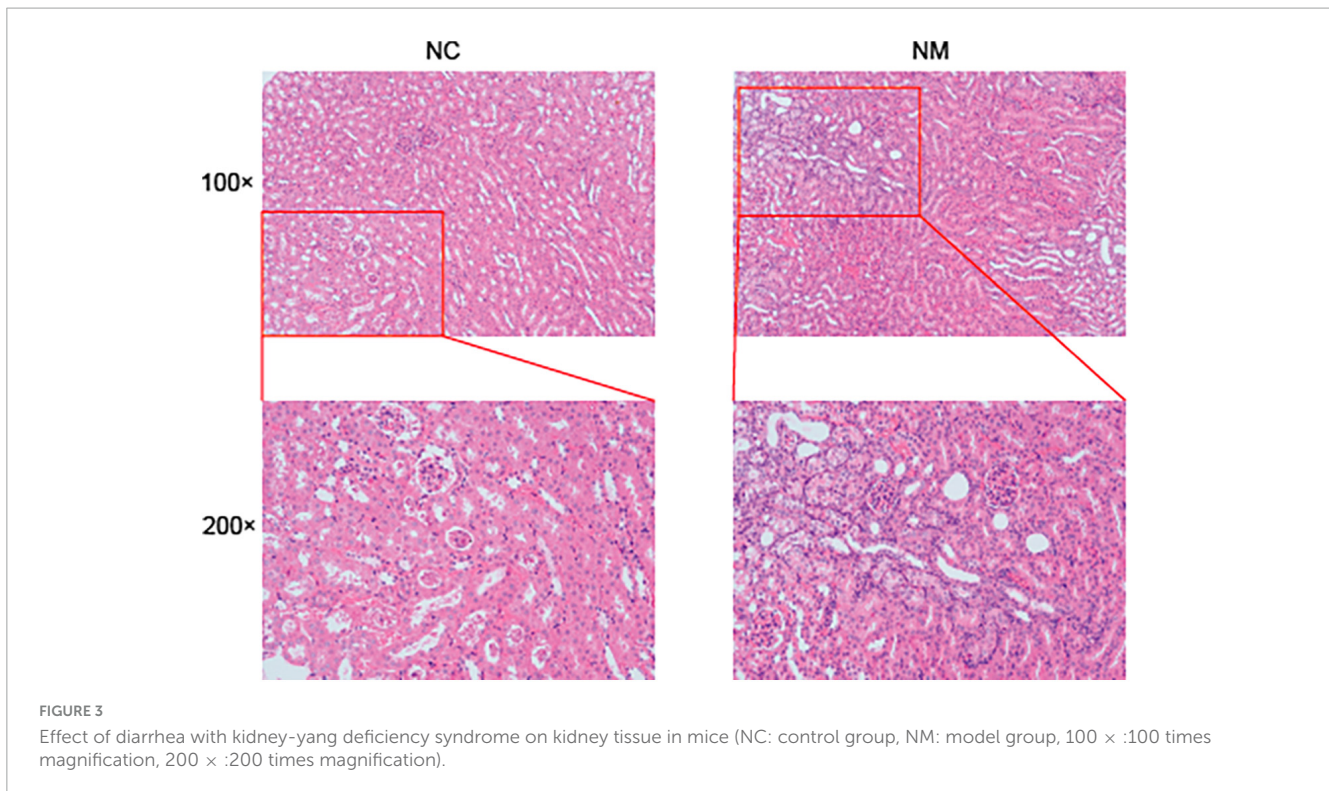 NC
NM
100×
200×
FIGURE 3
Effect of diarrhea with kidney-yang deficiency syndrome on kidney tissue in mice (NC: control group, NM: model group, 100 × :100 times
magnification, 200 × :200 times magnification).